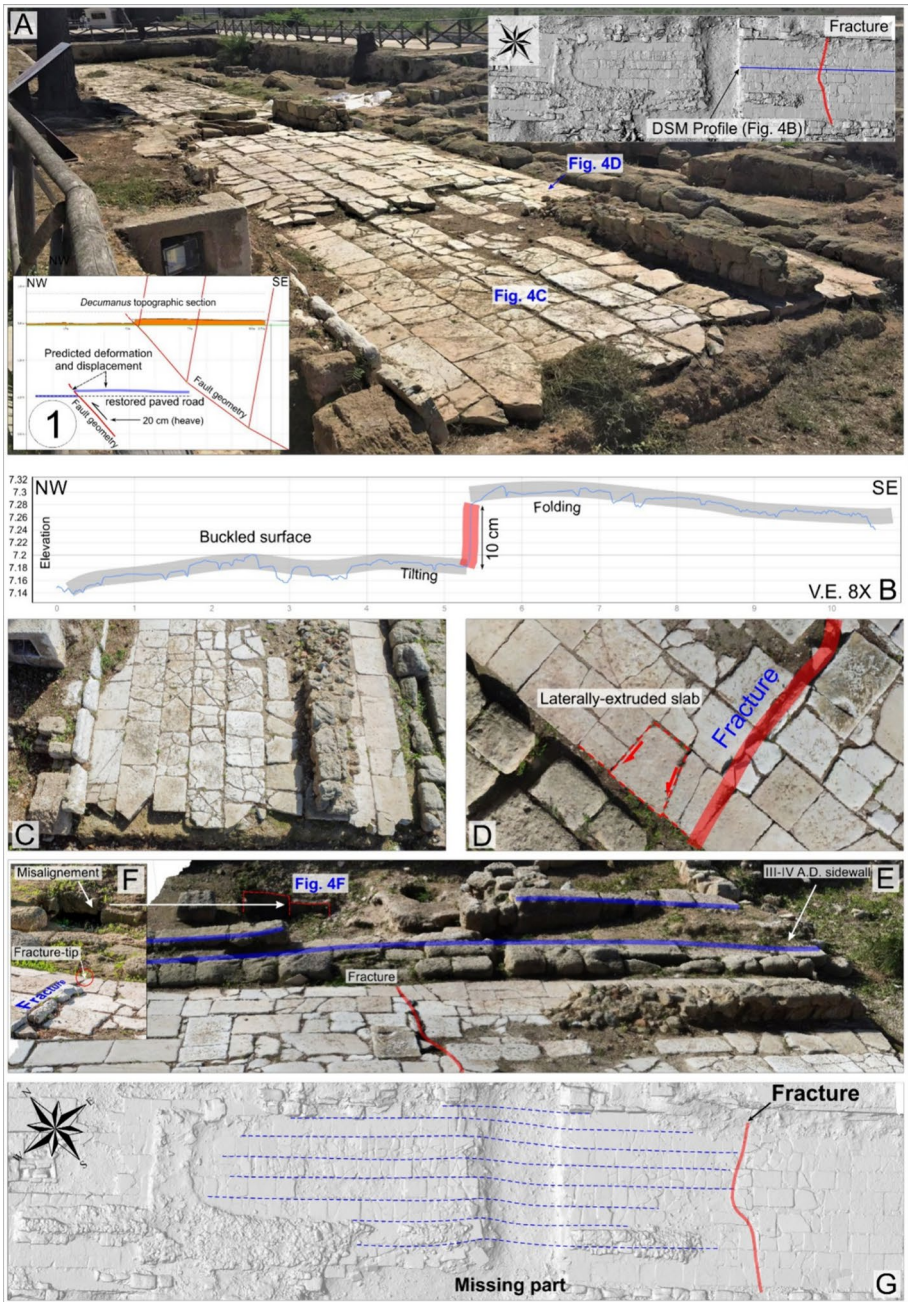 A
Fracture
DSM Profile (Fig. 4B)
Fig. 4D
Fig. 4C
NW
SE
Decumanus topographic section
Predicted deformation
and displacement
restored paved road
Fault geometry
20 cm (heave)
Fault geometry
1
7.32
7.3
7.28
7.26
7.24
7.2
7.18
7.16
7.14
Elevation
NW
SE
Buckled surface
Tilting
10 cm
Folding
V.E. 8X
B
0 1 2 3 4 5 6 7 8 9 10
C
Laterally-extruded slab
Fracture
D
Misalignement
F
Fig. 4F
III-IV A.D. sidewall
E
Fracture-tip
Fracture
Fracture
N
E
S
W
Fracture
Missing part
G